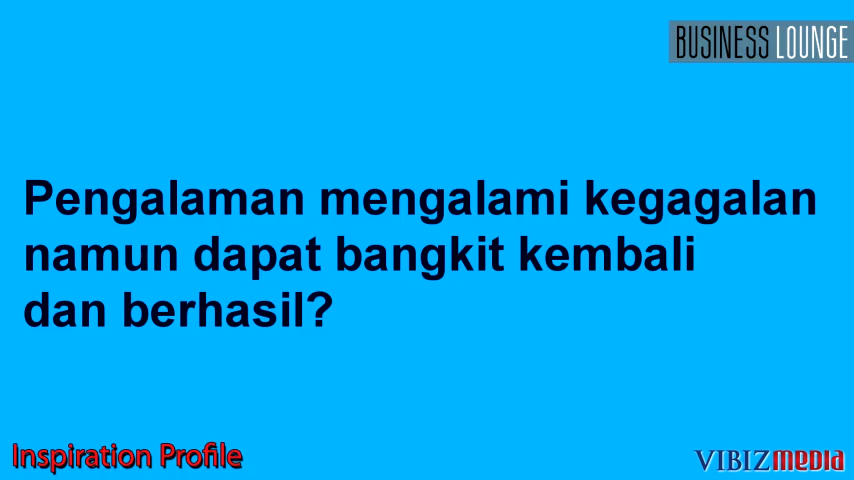 BUSINESS LOUNGE
Pengalaman mengalami kegagalan
namun dapat bangkit kembali
dan berhasil?
Inspiration Profile
VIBIZmedia